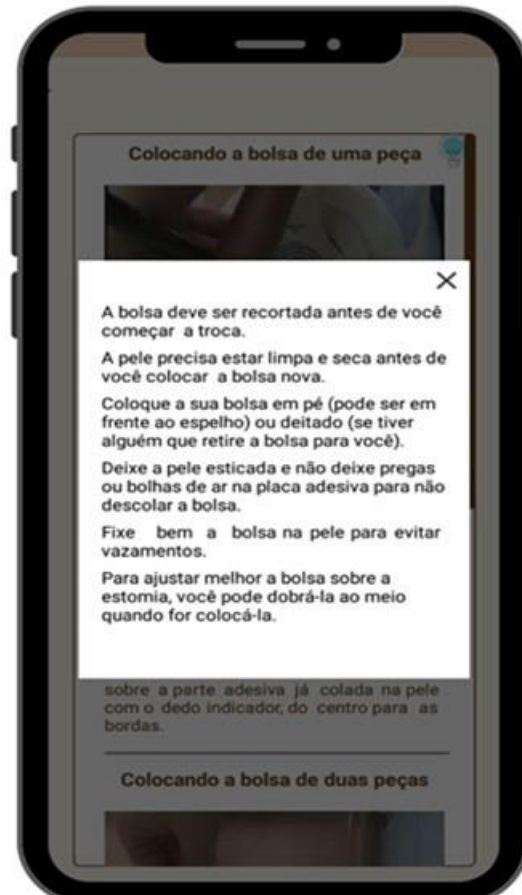 Colocando a bolsa de uma peça
A bolsa deve ser recortada antes de você
começar a troca.
A pele precisa estar limpa e seca antes de
você colocar a bolsa nova.
Coloque a sua bolsa em pé (pode ser em
frente ao espelho) ou deitado (se tiver
alguém que retire a bolsa para você).
Deixe a pele esticada e não deixe pregas
ou bolhas de ar na placa adesiva para não
descolar a bolsa.
Fixe bem a bolsa na pele para evitar
vazamentos.
Para ajustar melhor a bolsa sobre a
estomia, você pode dobrá-la ao meio
quando for colocá-la.
sobre a parte adesiva já colada na pele
com o dedo indicador, do centro para as
bordas.
Colocando a bolsa de duas peças